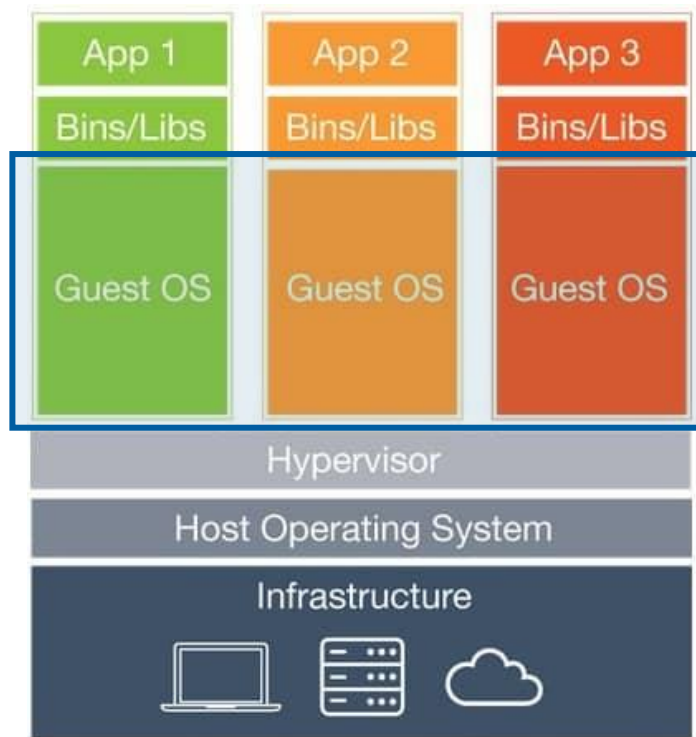 App 1
App 2
App 3
Bins/Libs
Bins/Libs
Bins/Libs
Guest OS
Guest OS
Guest OS
Hypervisor
Host Operating System
Infrastructure